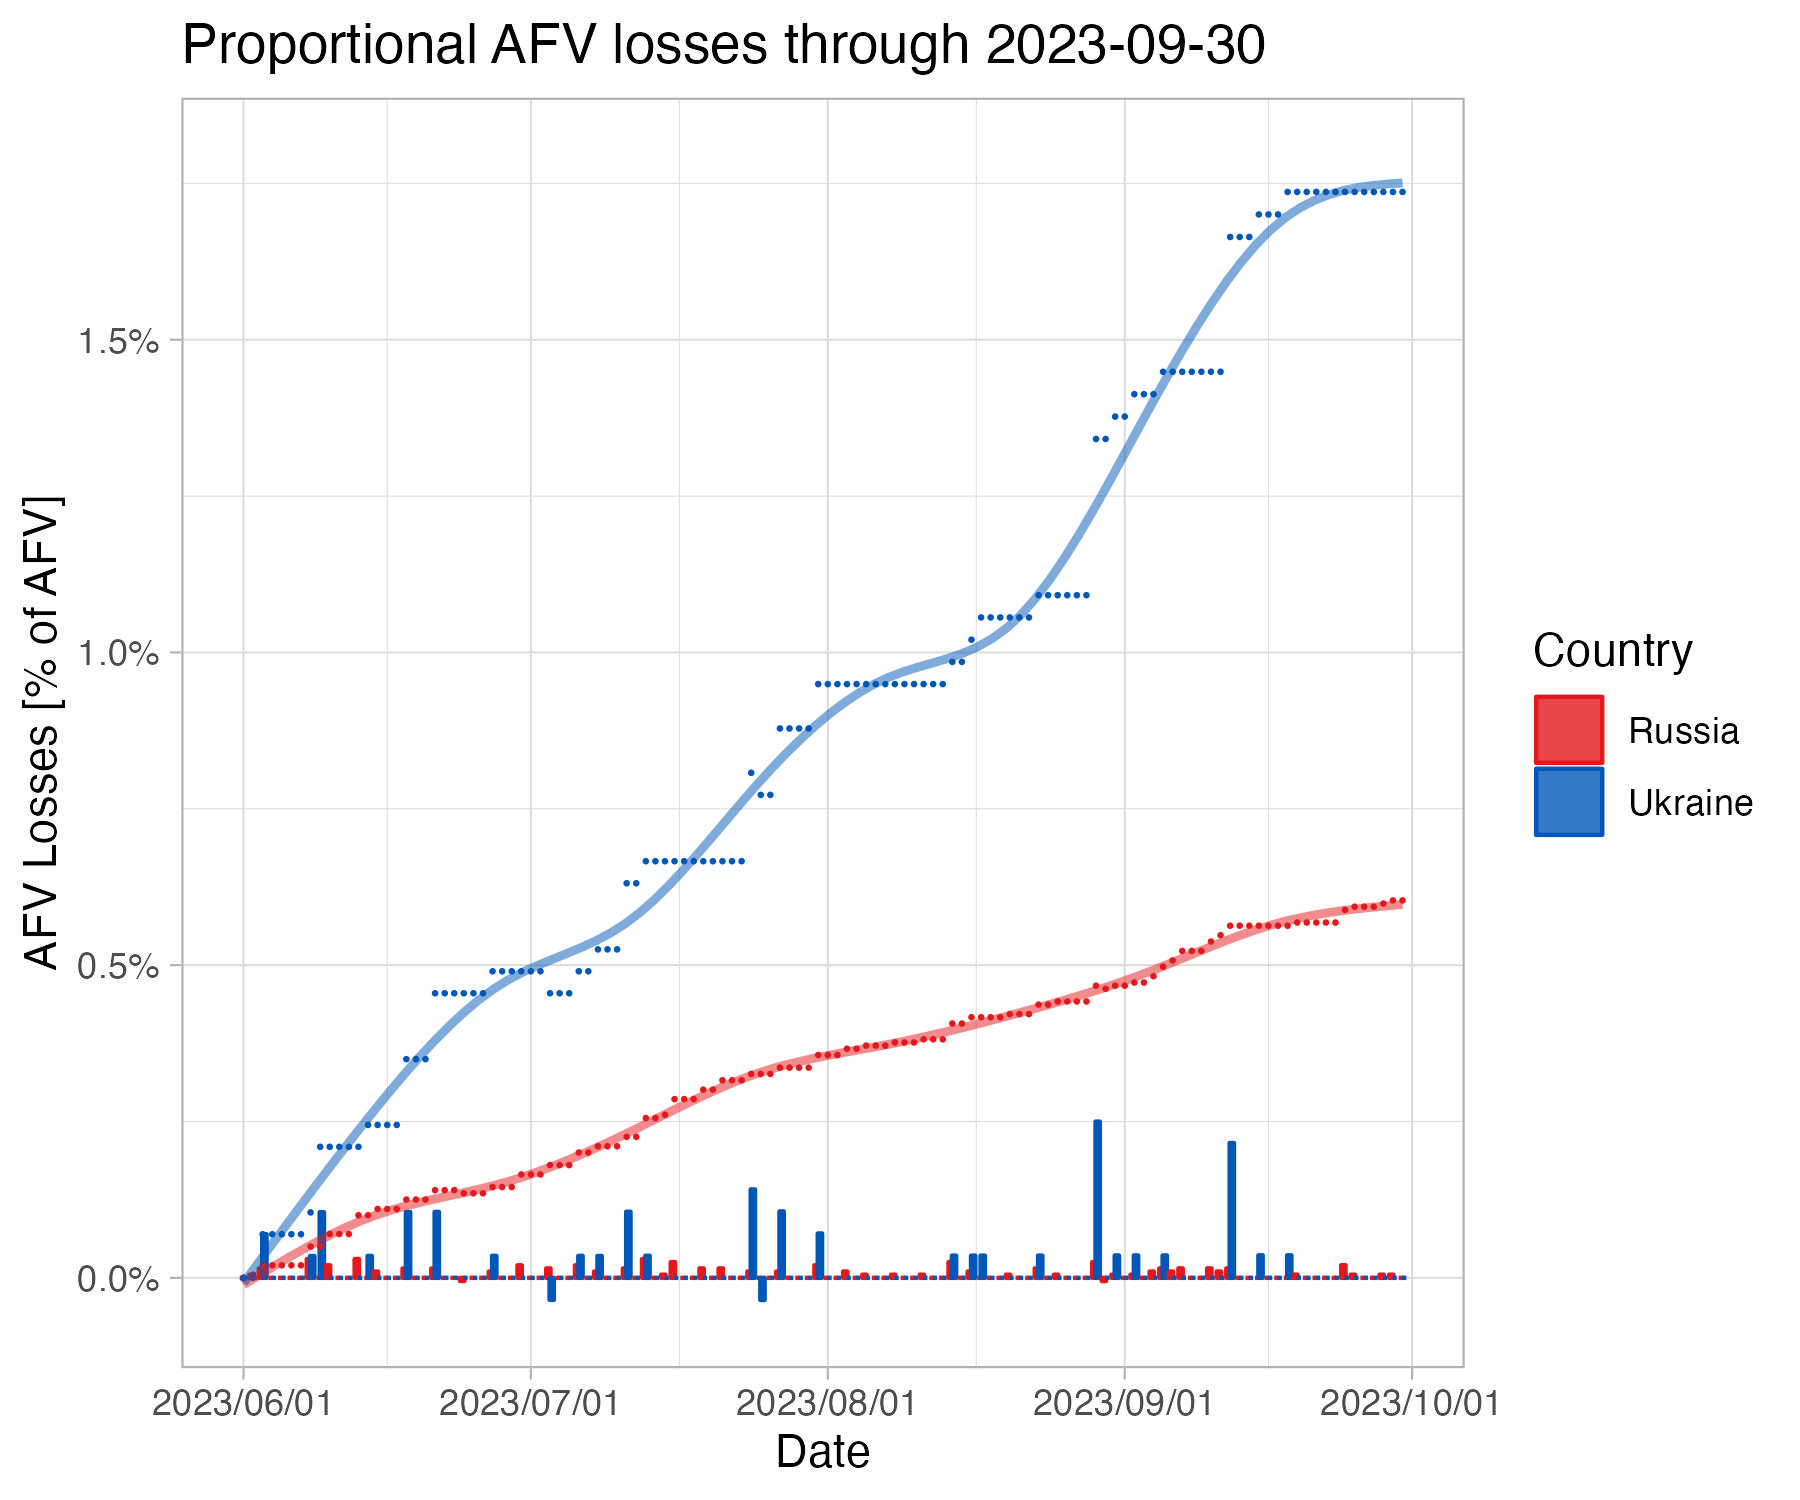 Proportional AFV losses through 2023-09-30
AFV Losses [% of AFV]
1.5%
1.0%
0.5%
0.0%
2023/06/01 2023/07/01 2023/08/01 2023/09/01 2023/10/01
Date
Country
Russia
Ukraine